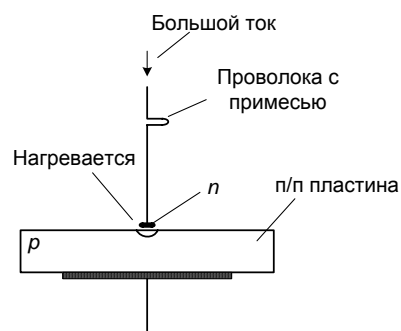 Большой ток
Проволока с
примесью
Нагревается
n
п/п пластина
p